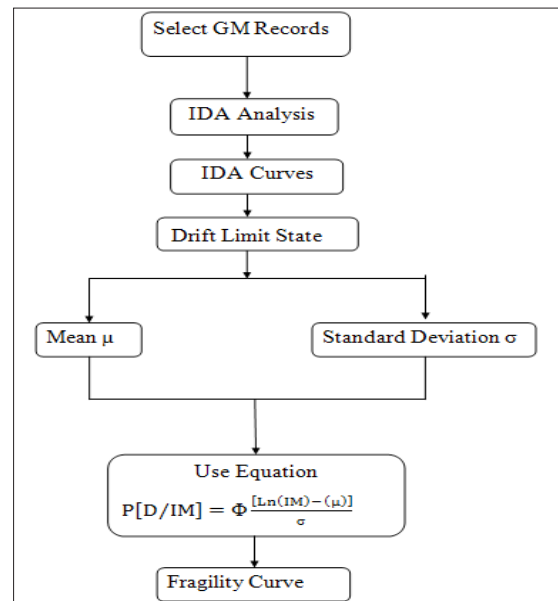 Select GM Records
IDA Analysis
IDA Curves
Drift Limit State
Mean μ
Standard Deviation σ
Use Equation
P[D/IM] = Φ [Ln(IM)−(μ)] / σ
Fragility Curve